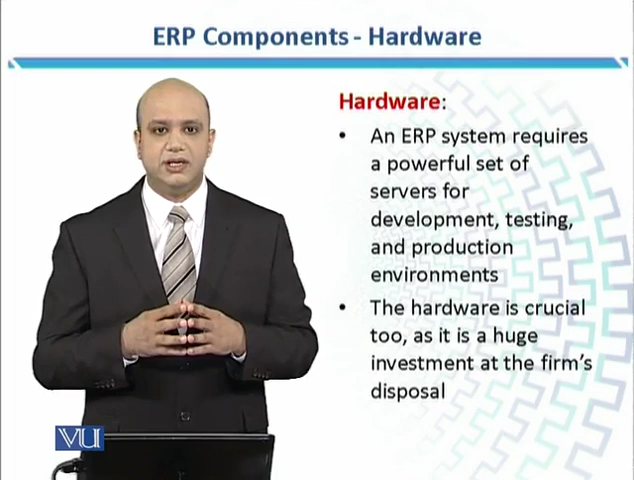 ERP Components - Hardware
Hardware:
• An ERP system requires
a powerful set of
servers for
development, testing,
and production
environments
• The hardware is crucial
too, as it is a huge
investment at the firm's
disposal
VU